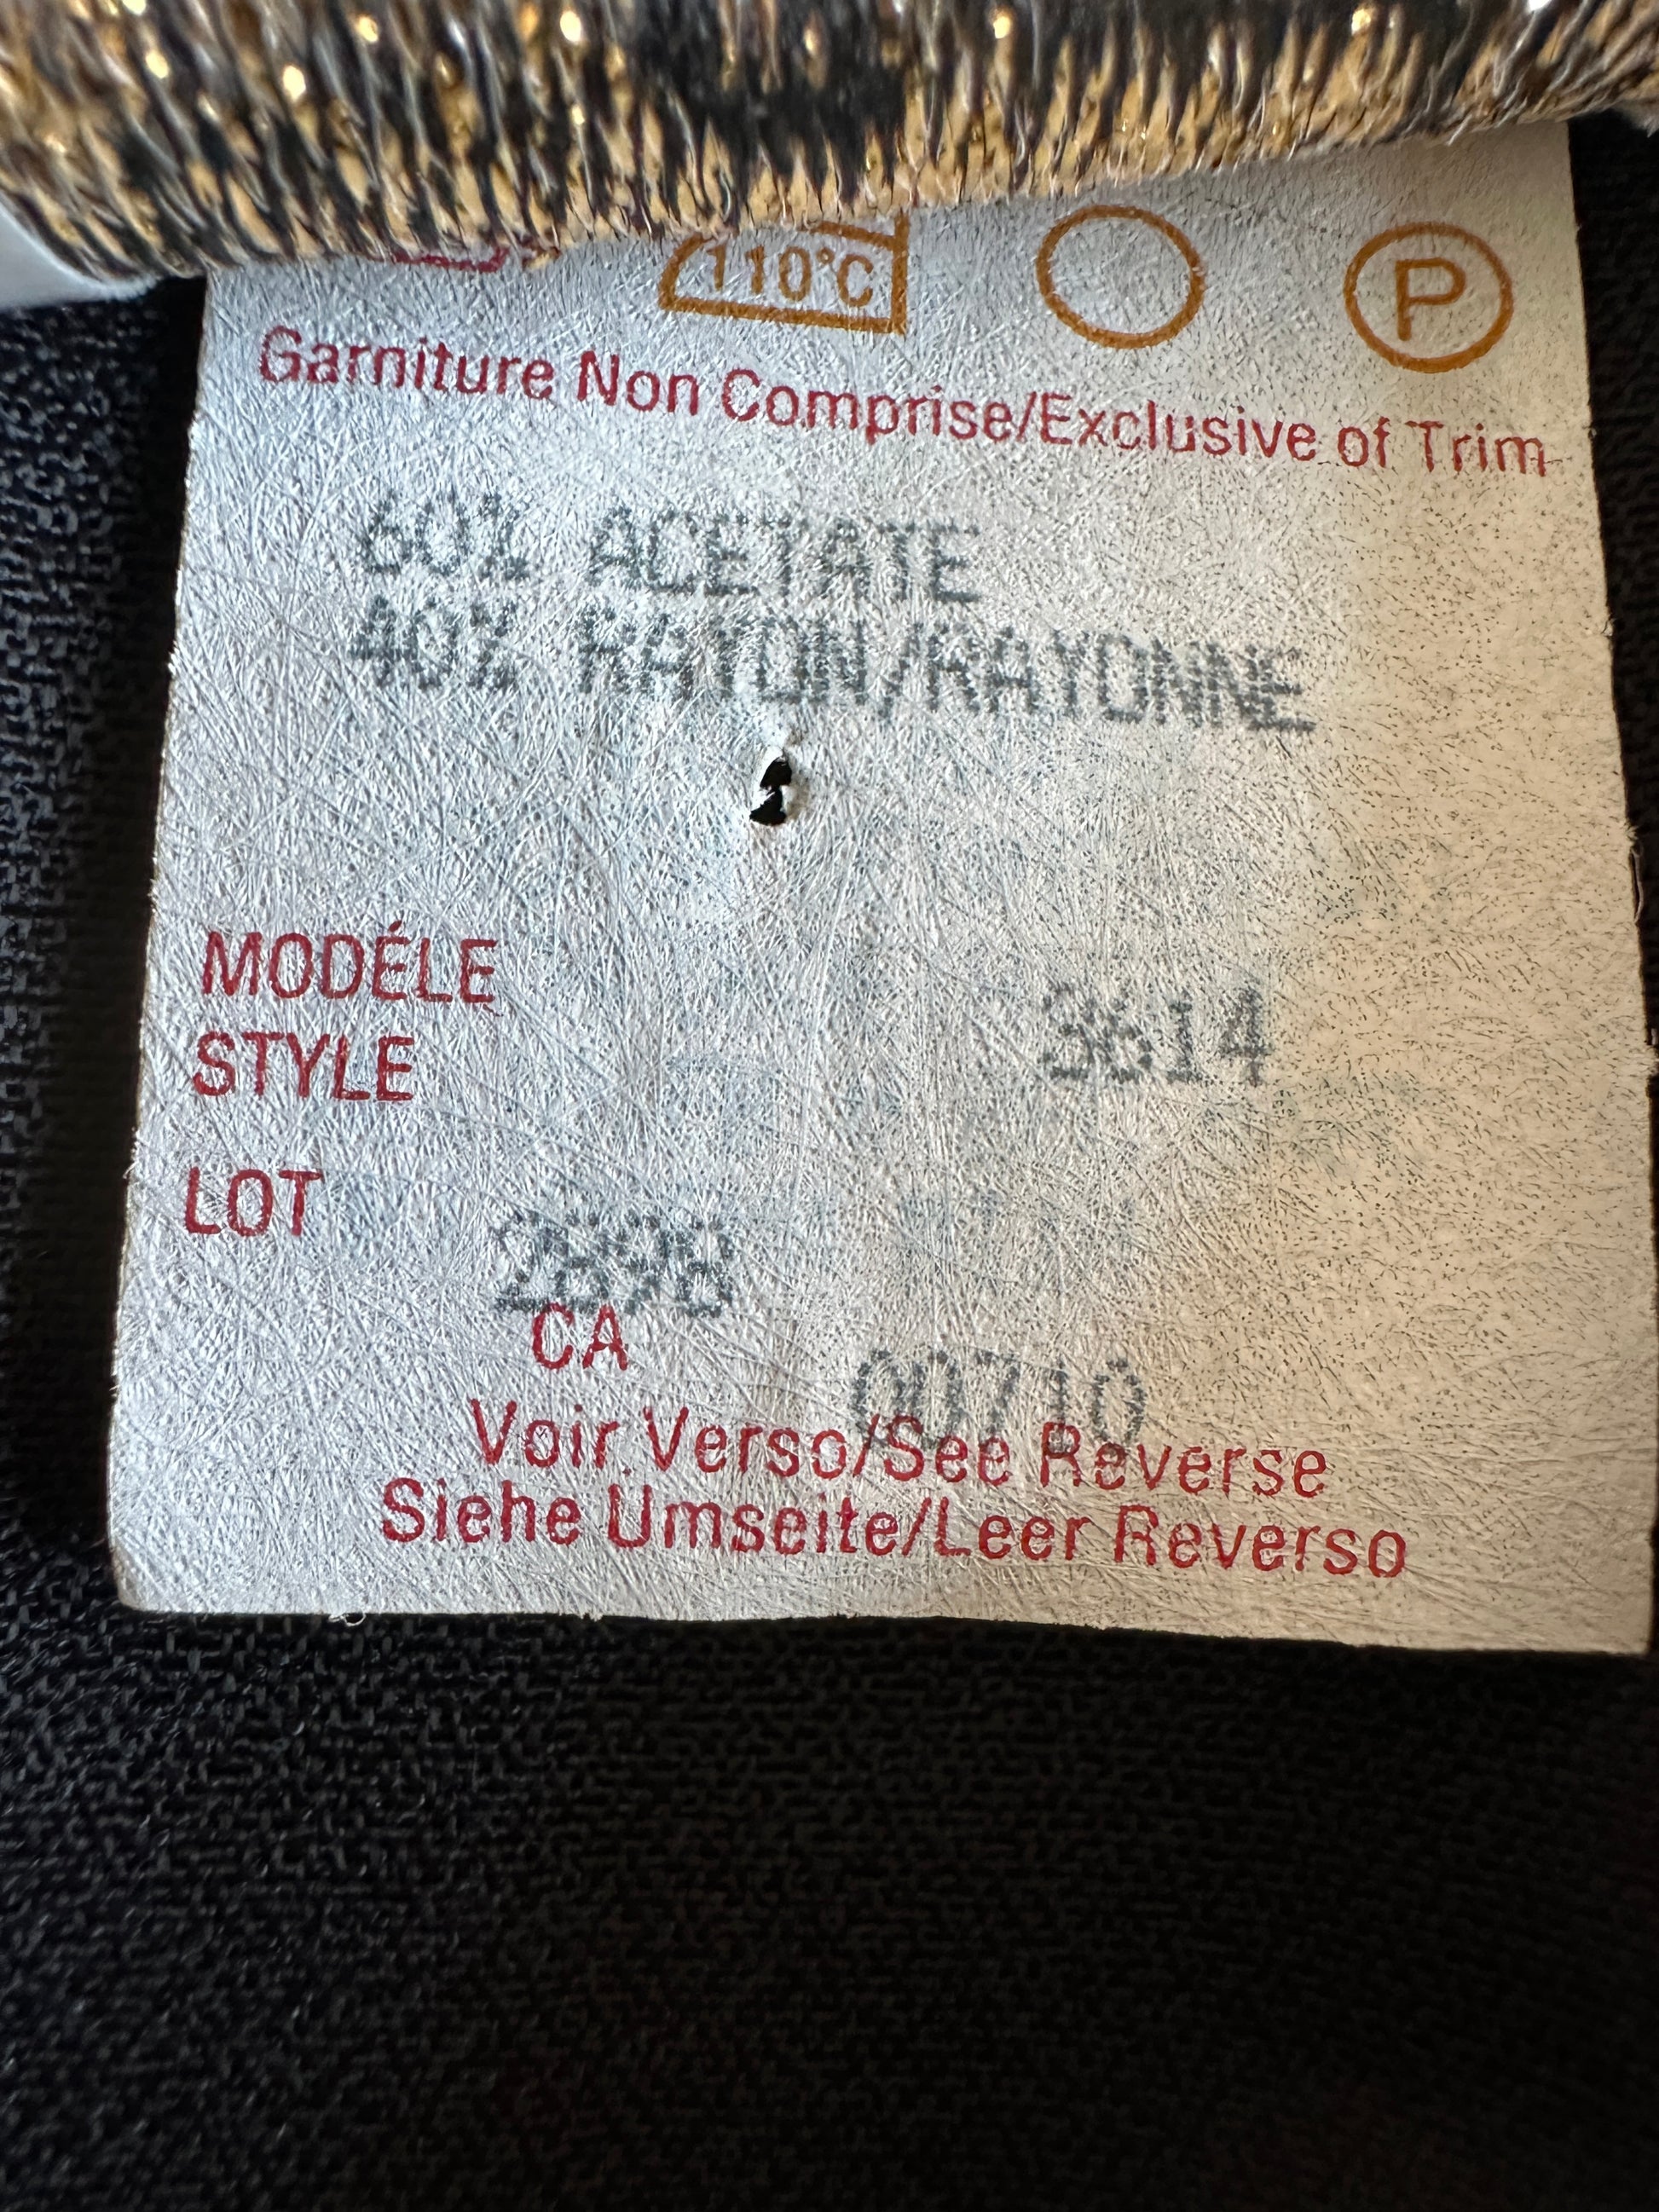 110°C
P
Garniture Non Comprise/Exclusive of Trim
60% ACETATE
40% RAYON/RAYONNE
MODÉLE
STYLE
3614
LOT
2898
CA
00710
Voir Verso/See Reverse
Siehe Umseite/Leer Reverso